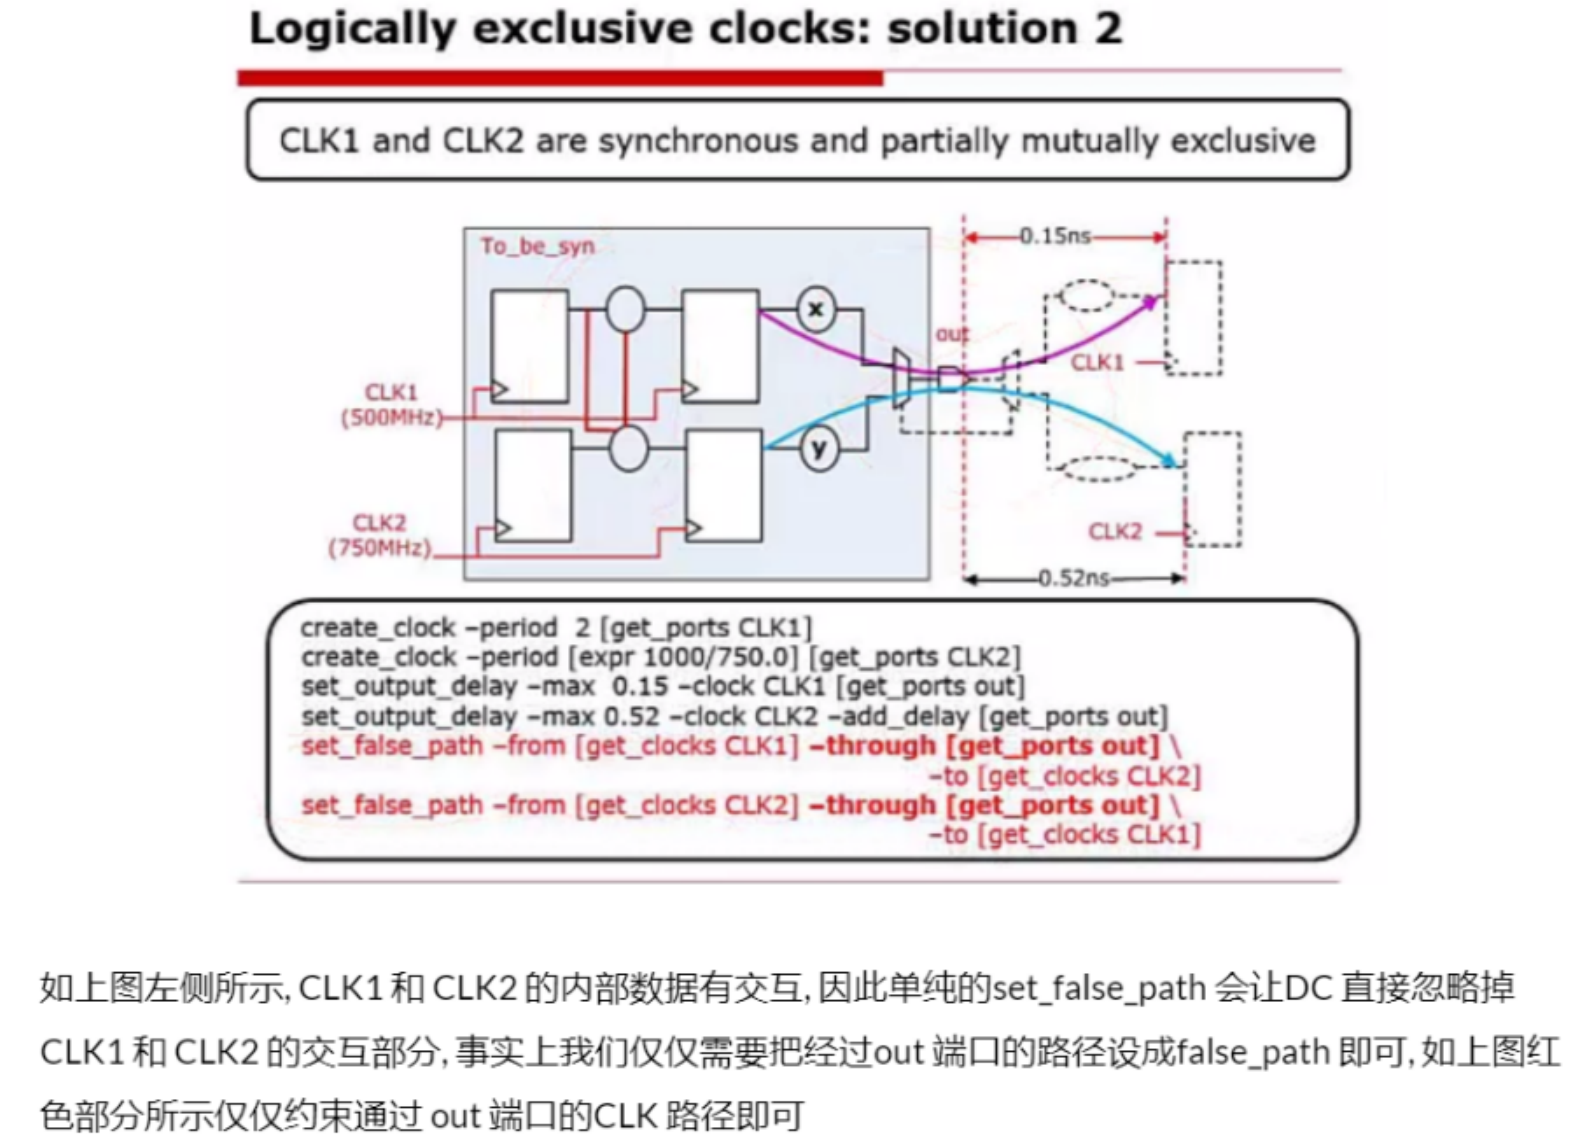 Logically exclusive clocks: solution 2
CLK1 and CLK2 are synchronous and partially mutually exclusive
To_be_syn
0.15ns
x
out
CLK1
CLK1
(500MHz)
y
CLK2
(750MHz)
CLK2
0.52ns
create_clock –period 2 [get_ports CLK1]
create_clock –period [expr 1000/750.0] [get_ports CLK2]
set_output_delay –max 0.15 –clock CLK1 [get_ports out]
set_output_delay –max 0.52 –clock CLK2 –add_delay [get_ports out]
set_false_path –from [get_clocks CLK1] –through [get_ports out] \
–to [get_clocks CLK2]
set_false_path –from [get_clocks CLK2] –through [get_ports out] \
–to [get_clocks CLK1]
如上图左侧所示, CLK1 和 CLK2 的内部数据有交互, 因此单纯的set_false_path 会让DC 直接忽略掉
CLK1 和 CLK2 的交互部分, 事实上我们仅仅需要把经过out 端口的路径设成false_path 即可, 如上图红
色部分所示仅仅约束通过 out 端口的CLK 路径即可